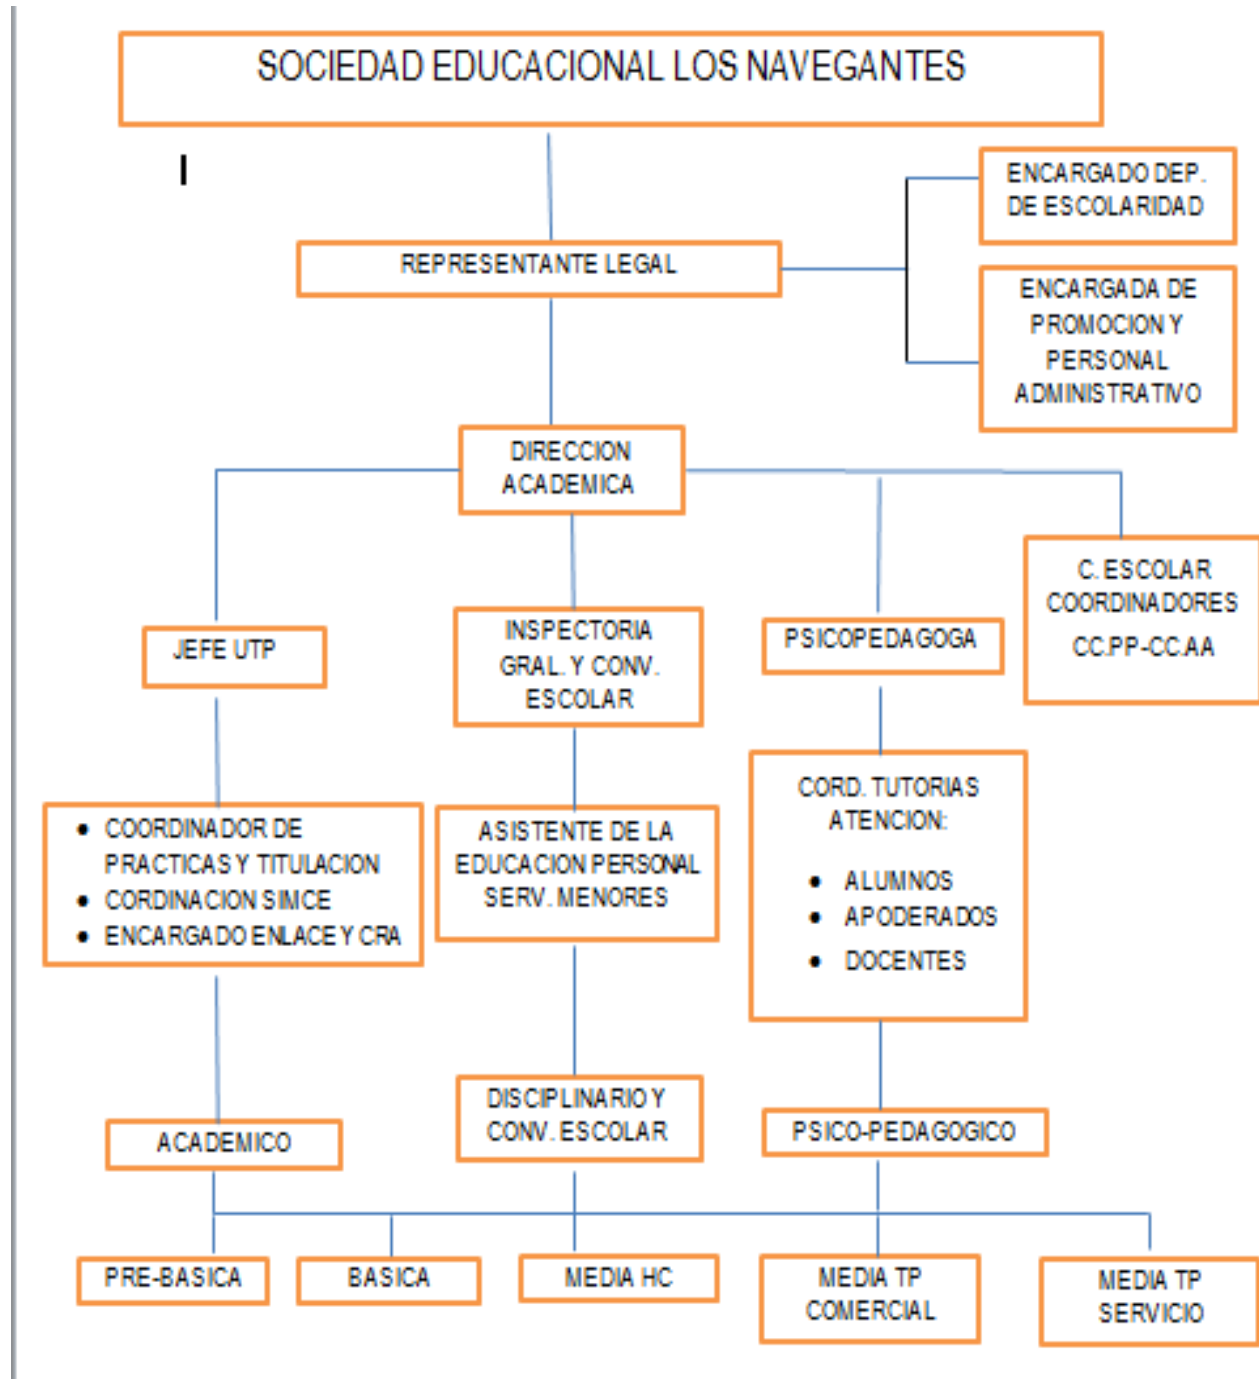 SOCIEDAD EDUCACIONAL LOS NAVEGANTES
ENCARGADO DEP.
DE ESCOLARIDAD
REPRESENTANTE LEGAL
ENCARGADA DE
PROMOCION Y
PERSONAL
ADMINISTRATIVO
DIRECCION
ACADEMICA
JEFE UTP
INSPECTORIA
GRAL. Y CONV.
ESCOLAR
PSICOPEDAGOGA
C. ESCOLAR
COORDINADORES
CC.PP-CC.AA
• COORDINADOR DE
PRACTICAS Y TITULACION
• CORDINACION SIMCE
• ENCARGADO ENLACE Y CRA
ASISTENTE DE LA
EDUCACION PERSONAL
SERV. MENORES
CORD. TUTORIAS
ATENCION:
• ALUMNOS
• APODERADOS
• DOCENTES
ACADEMICO
DISCIPLINARIO Y
CONV. ESCOLAR
PSICO-PEDAGOGICO
PRE-BASICA
BASICA
MEDIA HC
MEDIA TP
COMERCIAL
MEDIA TP
SERVICIO